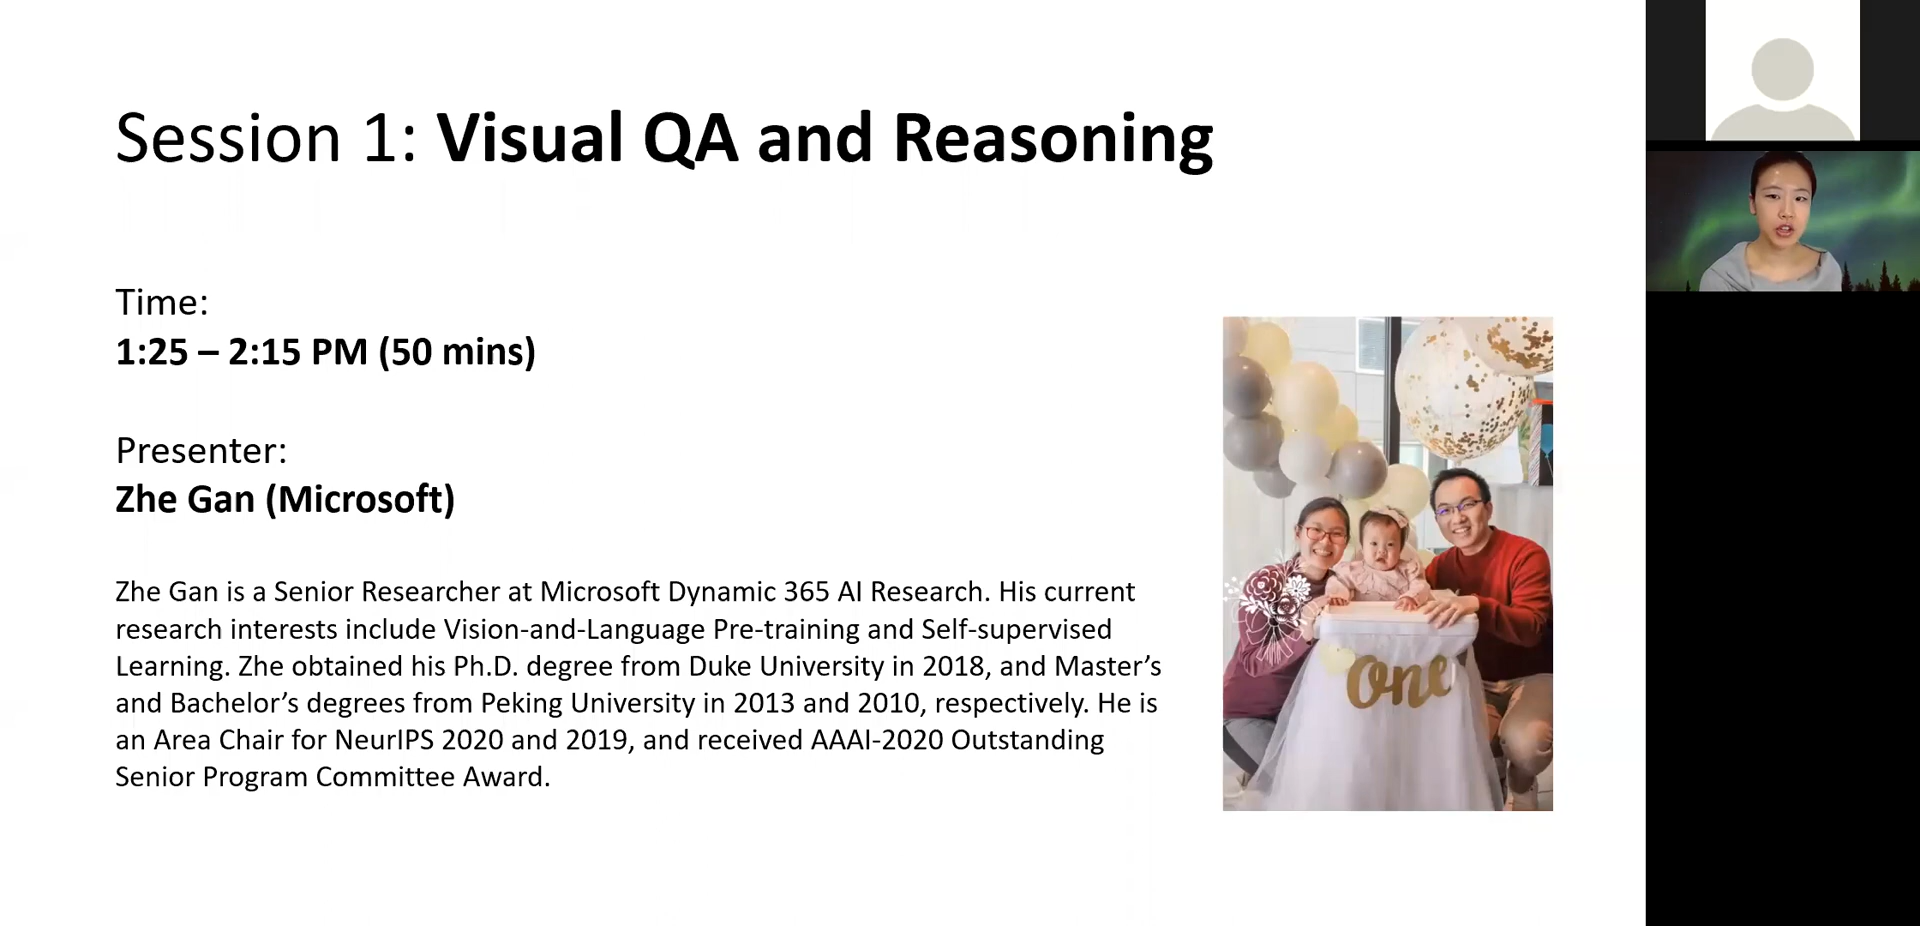 Session 1: Visual QA and Reasoning
Time:
1:25 – 2:15 PM (50 mins)
Presenter:
Zhe Gan (Microsoft)
Zhe Gan is a Senior Researcher at Microsoft Dynamic 365 AI Research. His current
research interests include Vision-and-Language Pre-training and Self-supervised
Learning. Zhe obtained his Ph.D. degree from Duke University in 2018, and Master’s
and Bachelor’s degrees from Peking University in 2013 and 2010, respectively. He is
an Area Chair for NeurIPS 2020 and 2019, and received AAAI-2020 Outstanding
Senior Program Committee Award.
one